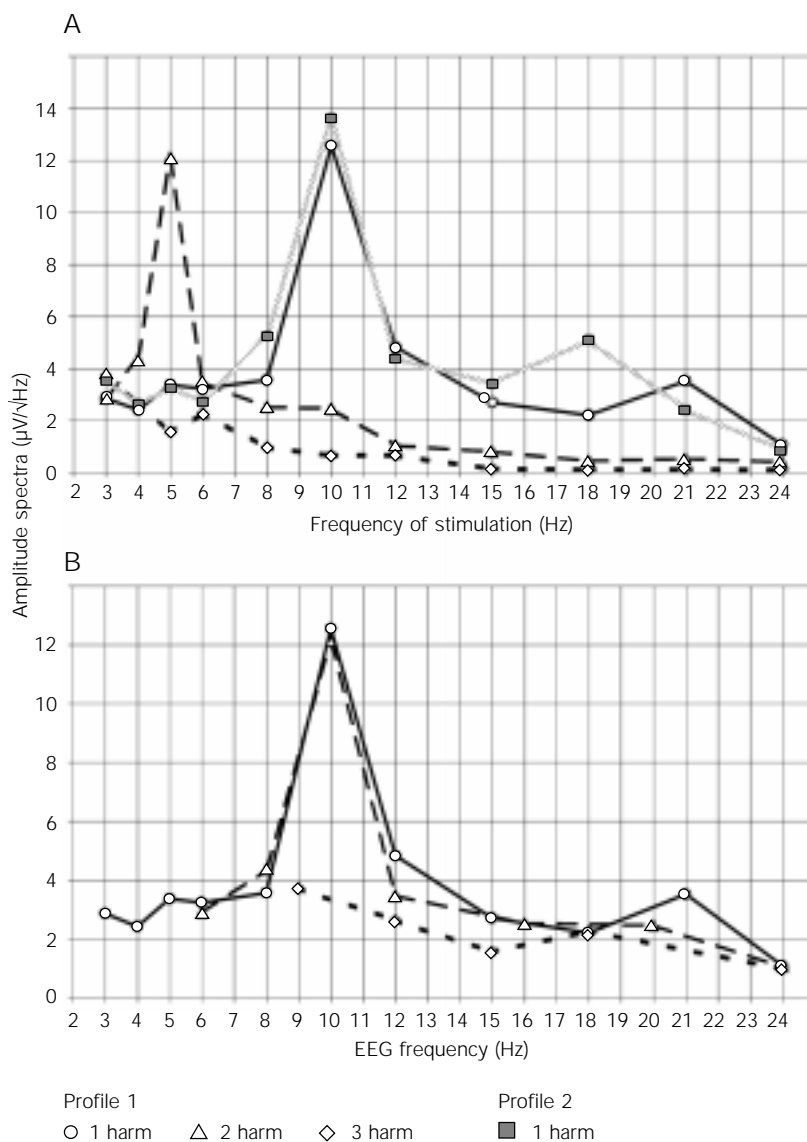 A
14
12
10
8
6
4
2
0
2 3 4 5 6 7 8 9 10 11 12 13 14 15 16 17 18 19 20 21 22 23 24
Frequency of stimulation (Hz)
Amplitude spectra (µV/√Hz)
B
12
10
8
6
4
2
0
2 3 4 5 6 7 8 9 10 11 12 13 14 15 16 17 18 19 20 21 22 23 24
EEG frequency (Hz)
Profile 1 Profile 2
1 harm 2 harm 3 harm 1 harm